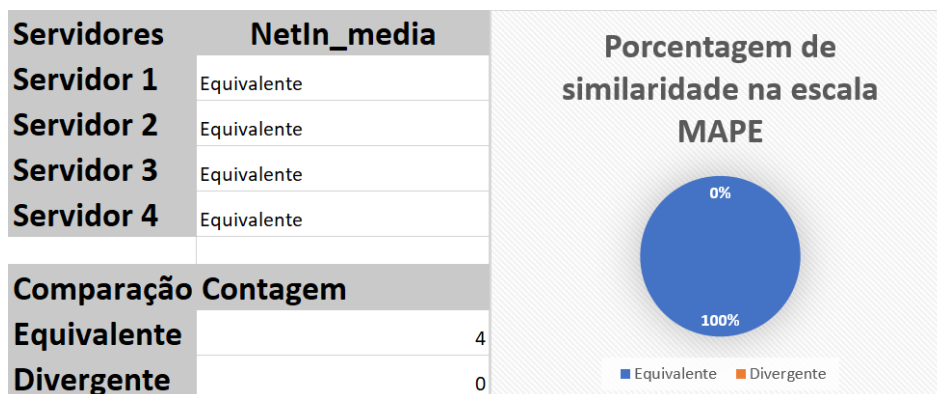 Servidores NetIn_media
Servidor 1 Equivalente
Servidor 2 Equivalente
Servidor 3 Equivalente
Servidor 4 Equivalente
Comparação Contagem
Equivalente 4
Divergente 0
Porcentagem de
similaridade na escala
MAPE
0%
100%
Equivalente Divergente